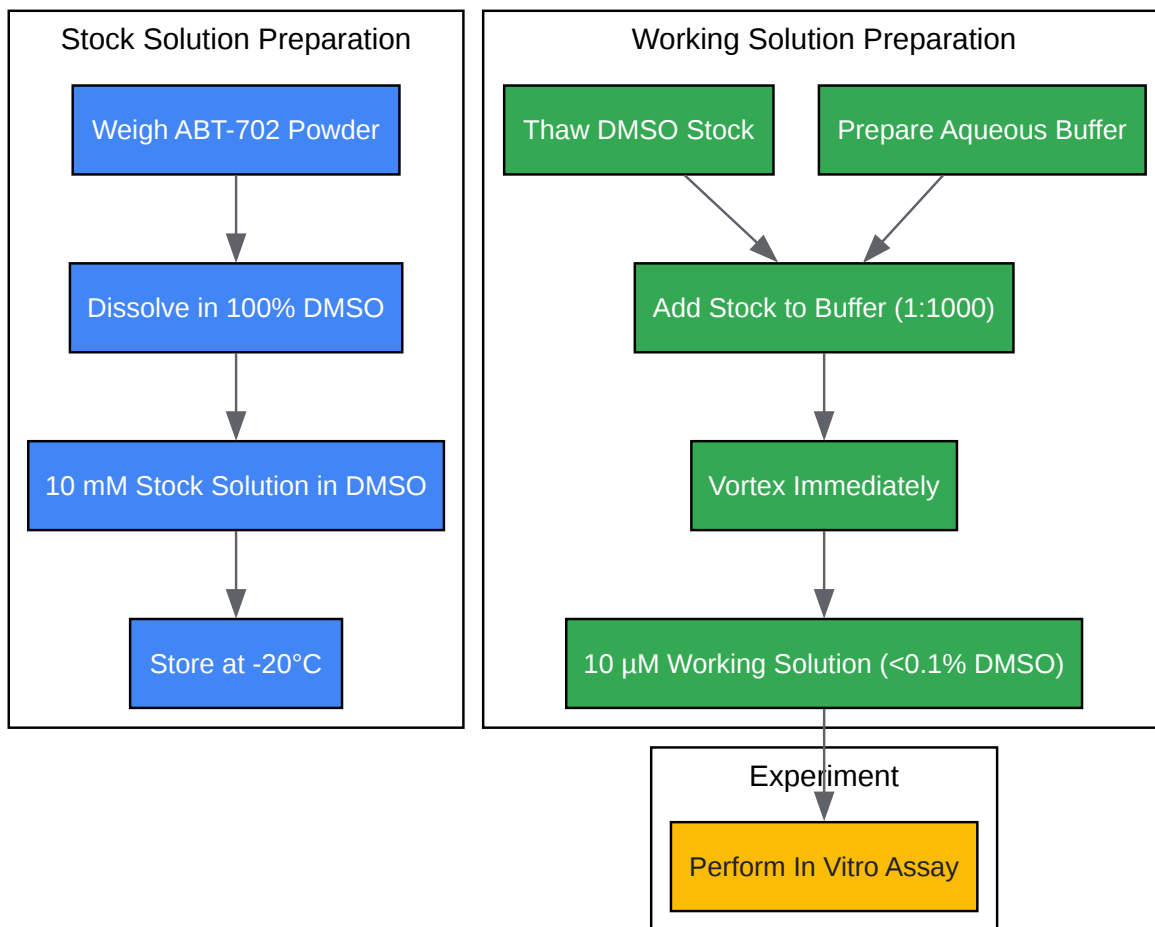 Stock Solution Preparation
Weigh ABT-702 Powder
Dissolve in 100% DMSO
10 mM Stock Solution in DMSO
Store at -20°C
Working Solution Preparation
Thaw DMSO Stock
Prepare Aqueous Buffer
Add Stock to Buffer (1:1000)
Vortex Immediately
10 µM Working Solution (<0.1% DMSO)
Experiment
Perform In Vitro Assay